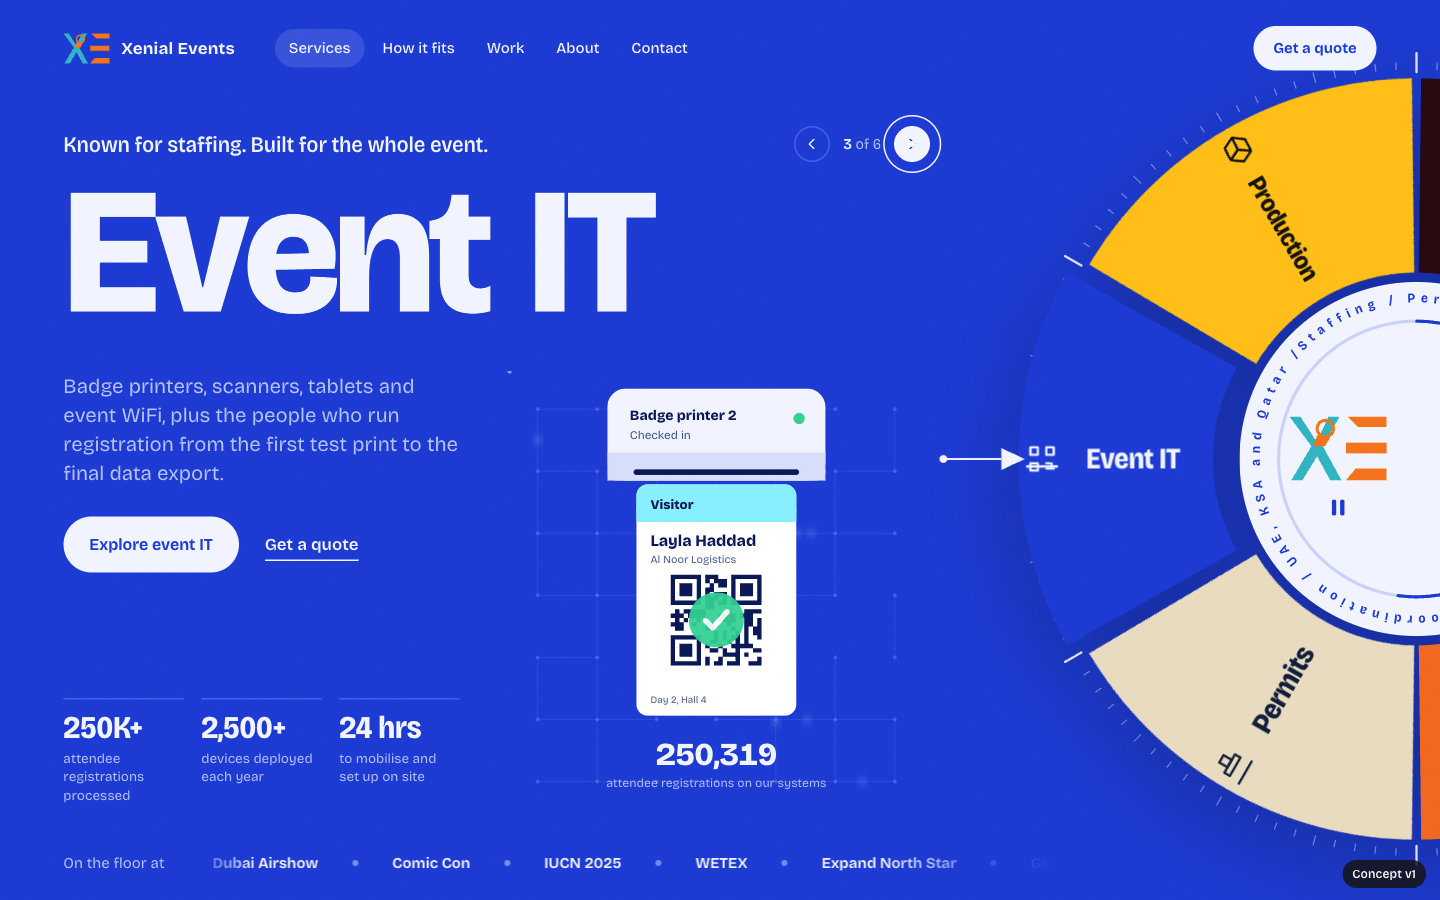 XE Xenial Events
Services
How it fits
Work
About
Contact
Get a quote
Known for staffing. Built for the whole event.
3 of 6
Event IT
Badge printers, scanners, tablets and
event WiFi, plus the people who run
registration from the first test print to the
final data export.
Explore event IT
Get a quote
250K+
attendee
registrations
processed
2,500+
devices deployed
each year
24 hrs
to mobilise and
set up on site
Badge printer 2
Checked in
Visitor
Layla Haddad
Al Noor Logistics
Day 2, Hall 4
250,319
attendee registrations on our systems
Production
Event IT
Permits
/ UAE, KSA and Qatar / Staffing /
XE
On the floor at
Dubai Airshow
Comic Con
IUCN 2025
WETEX
Expand North Star
Concept v1